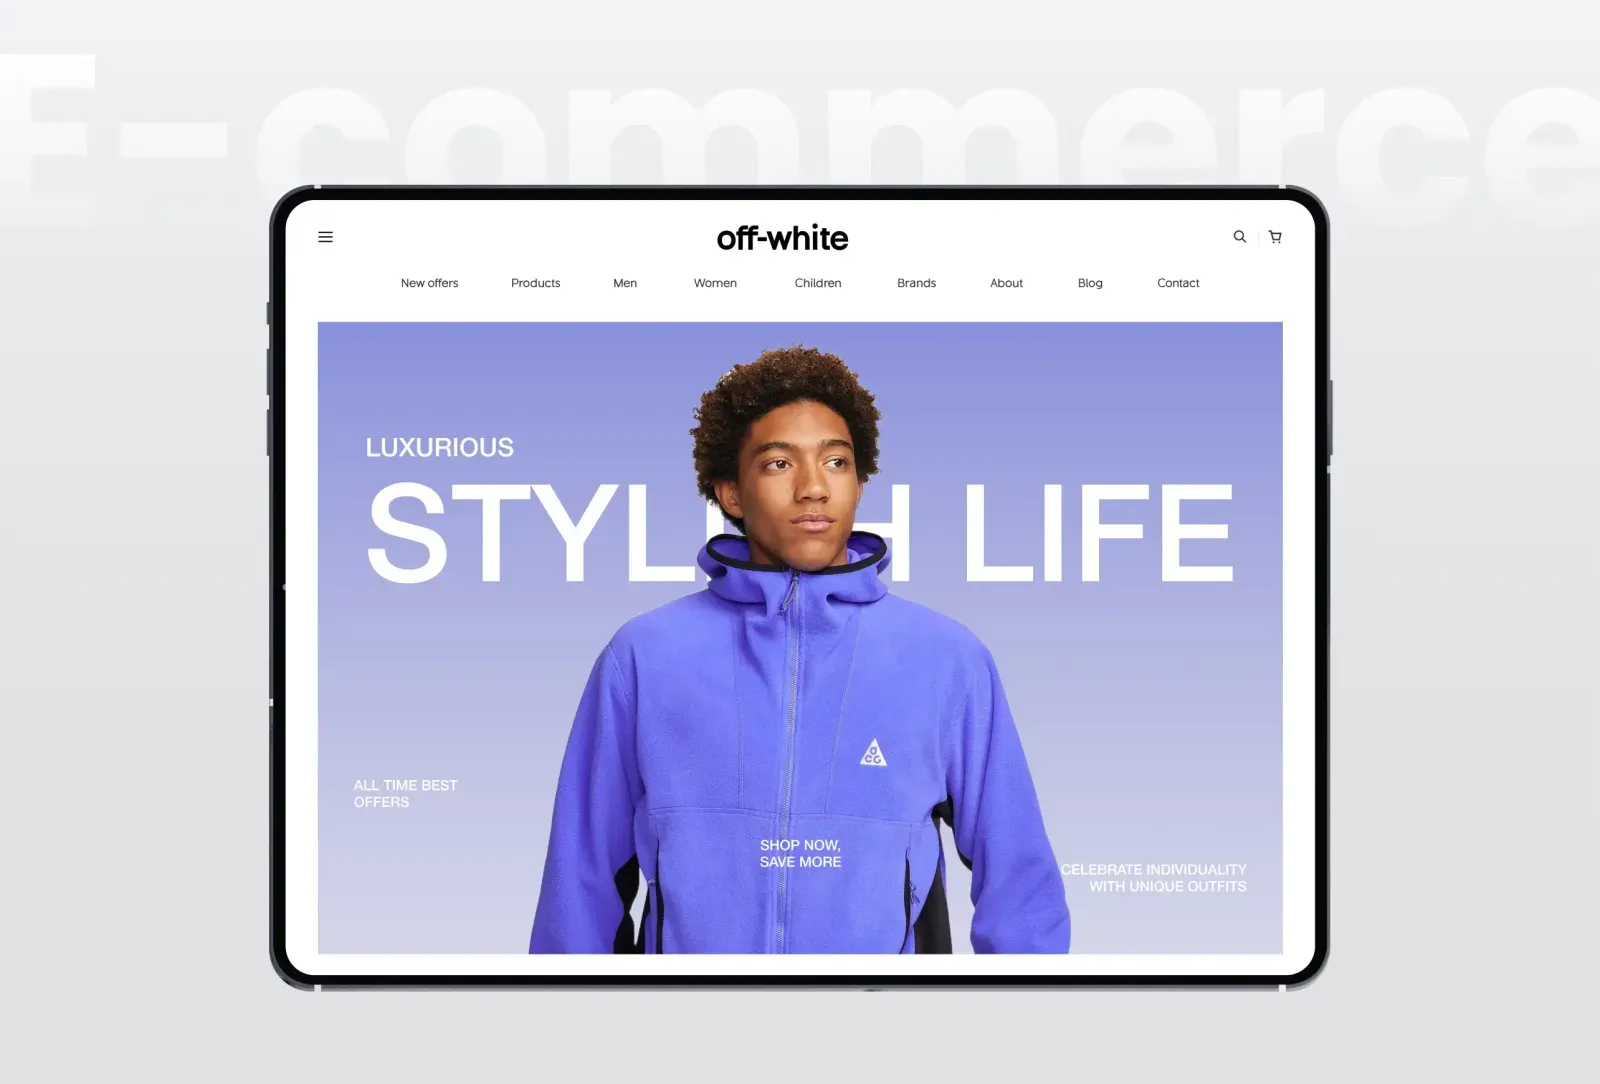 E-commerce
off-white
New offers Products Men Women Children Brands About Blog Contact
LUXURIOUS
STYL H LIFE
ALL TIME BEST
OFFERS
SHOP NOW,
SAVE MORE
CELEBRATE INDIVIDUALITY
WITH UNIQUE OUTFITS
ACG